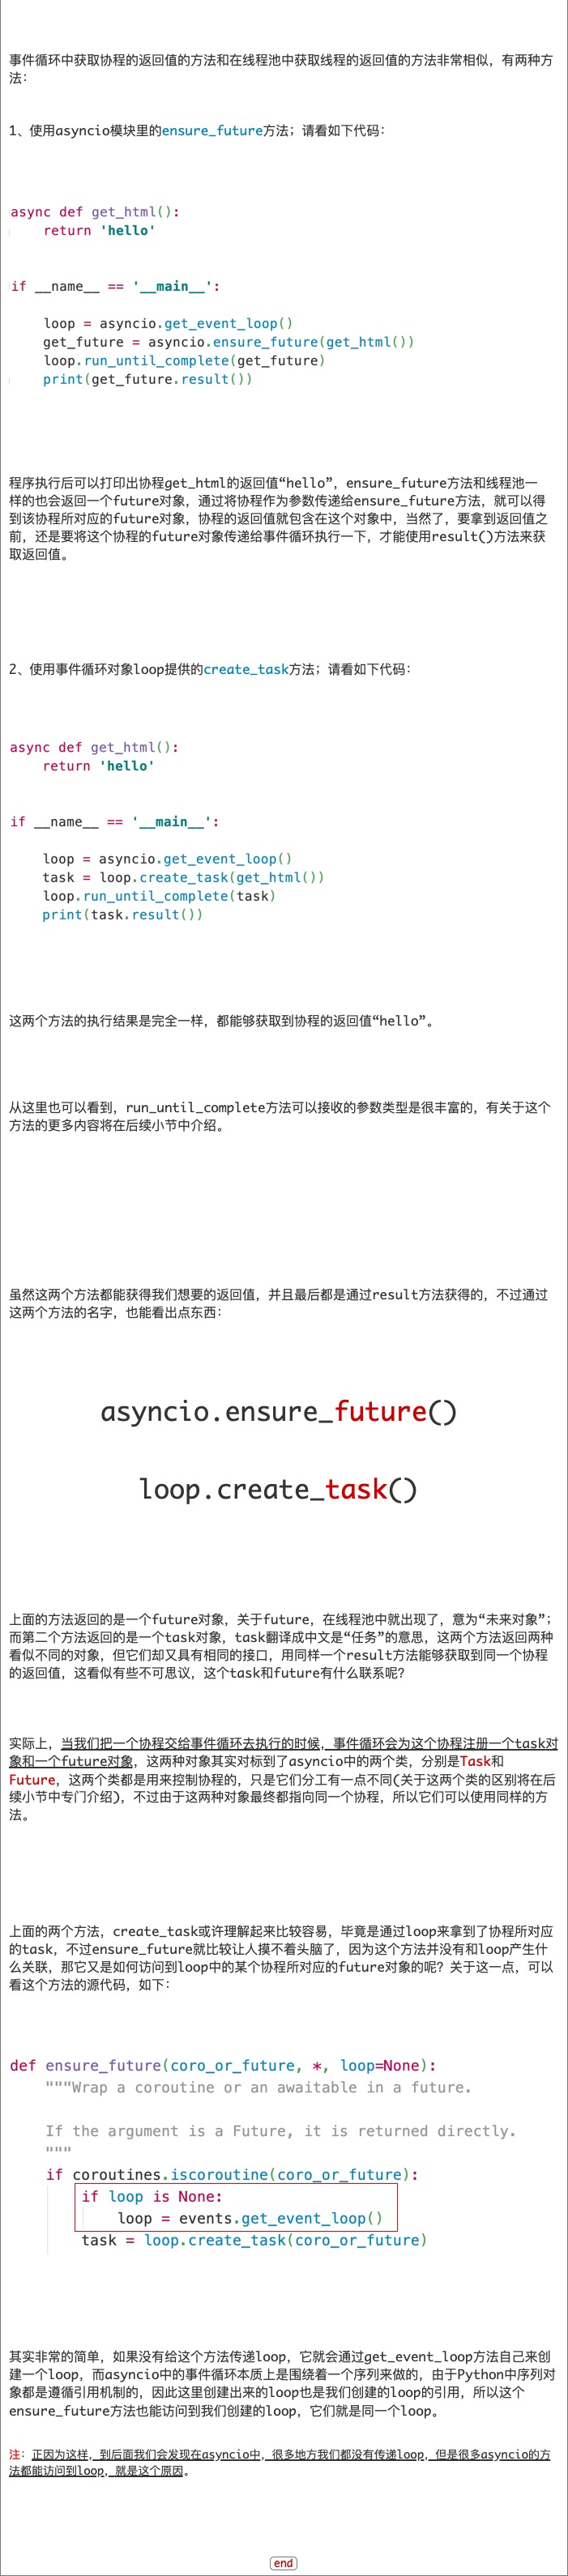 事件循环中获取协程的返回值的方法和在线程池中获取线程的返回值的方法非常相似，有两种方
法：
1、使用asyncio模块里的ensure_future方法；请看如下代码：
async def get_html():
    return 'hello'
if __name__ == '__main__':
    loop = asyncio.get_event_loop()
    get_future = asyncio.ensure_future(get_html())
    loop.run_until_complete(get_future)
    print(get_future.result())
程序执行后可以打印出协程get_html的返回值“hello”，ensure_future方法和线程池一
样的也会返回一个future对象，通过将协程作为参数传递给ensure_future方法，就可以得
到该协程所对应的future对象，协程的返回值就包含在这个对象中，当然了，要拿到返回值之
前，还是要将这个协程的future对象传递给事件循环执行一下，才能使用result()方法来获
取返回值。
2、使用事件循环对象loop提供的create_task方法；请看如下代码：
async def get_html():
    return 'hello'
if __name__ == '__main__':
    loop = asyncio.get_event_loop()
    task = loop.create_task(get_html())
    loop.run_until_complete(task)
    print(task.result())
这两个方法的执行结果是完全一样，都能够获取到协程的返回值“hello”。
从这里也可以看到，run_until_complete方法可以接收的参数类型是很丰富的，有关于这个
方法的更多内容将在后续小节中介绍。
虽然这两个方法都能获得我们想要的返回值，并且最后都是通过result方法获得的，不过通过
这两个方法的名字，也能看出点东西：
asyncio.ensure_future()
loop.create_task()
上面的方法返回的是一个future对象，关于future，在线程池中就出现了，意为“未来对象”；
而第二个方法返回的是一个task对象，task翻译成中文是“任务”的意思，这两个方法返回两种
看似不同的对象，但它们却又具有相同的接口，用同样一个result方法能够获取到同一个协程
的返回值，这看似有些不可思议，这个task和future有什么联系呢？
实际上，当我们把一个协程交给事件循环去执行的时候，事件循环会为这个协程注册一个task对
象和一个future对象，这两种对象其实对标到了asyncio中的两个类，分别是Task和
Future，这两个类都是用来控制协程的，只是它们分工有一点不同(关于这两个类的区别将在后
续小节中专门介绍)，不过由于这两种对象最终都指向同一个协程，所以它们可以使用同样的方
法。
上面的两个方法，create_task或许理解起来比较容易，毕竟是通过loop来拿到了协程所对应
的task，不过ensure_future就比较让人摸不着头脑了，因为这个方法并没有和loop产生什
么关联，那它又是如何访问到loop中的某个协程所对应的future对象的呢？关于这一点，可以
看这个方法的源代码，如下：
def ensure_future(coro_or_future, *, loop=None):
    """Wrap a coroutine or an awaitable in a future.
    If the argument is a Future, it is returned directly.
    """
    if coroutines.iscoroutine(coro_or_future):
        if loop is None:
            loop = events.get_event_loop()
        task = loop.create_task(coro_or_future)
其实非常的简单，如果没有给这个方法传递loop，它就会通过get_event_loop方法自己来创
建一个loop，而asyncio中的事件循环本质上是围绕着一个序列来做的，由于Python中序列对
象都是遵循引用机制的，因此这里创建出来的loop也是我们创建的loop的引用，所以这个
ensure_future方法也能访问到我们创建的loop，它们就是同一个loop。
注：正因为这样，到后面我们会发现在asyncio中，很多地方我们都没有传递loop，但是很多asyncio的方
法都能访问到loop，就是这个原因。
end